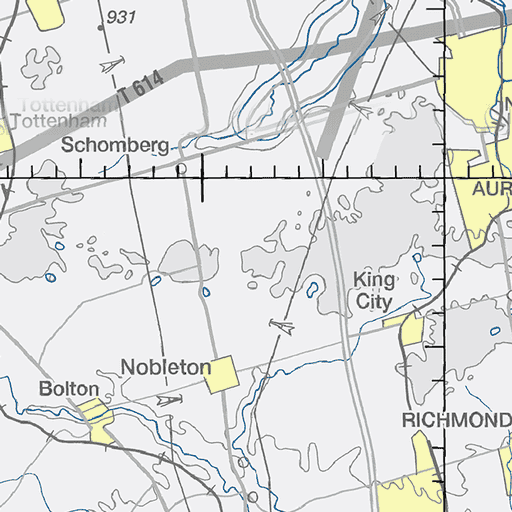 931
T 614
Tottenham
Tottenham
Schomberg
AUR
King
City
Nobleton
Bolton
RICHMOND